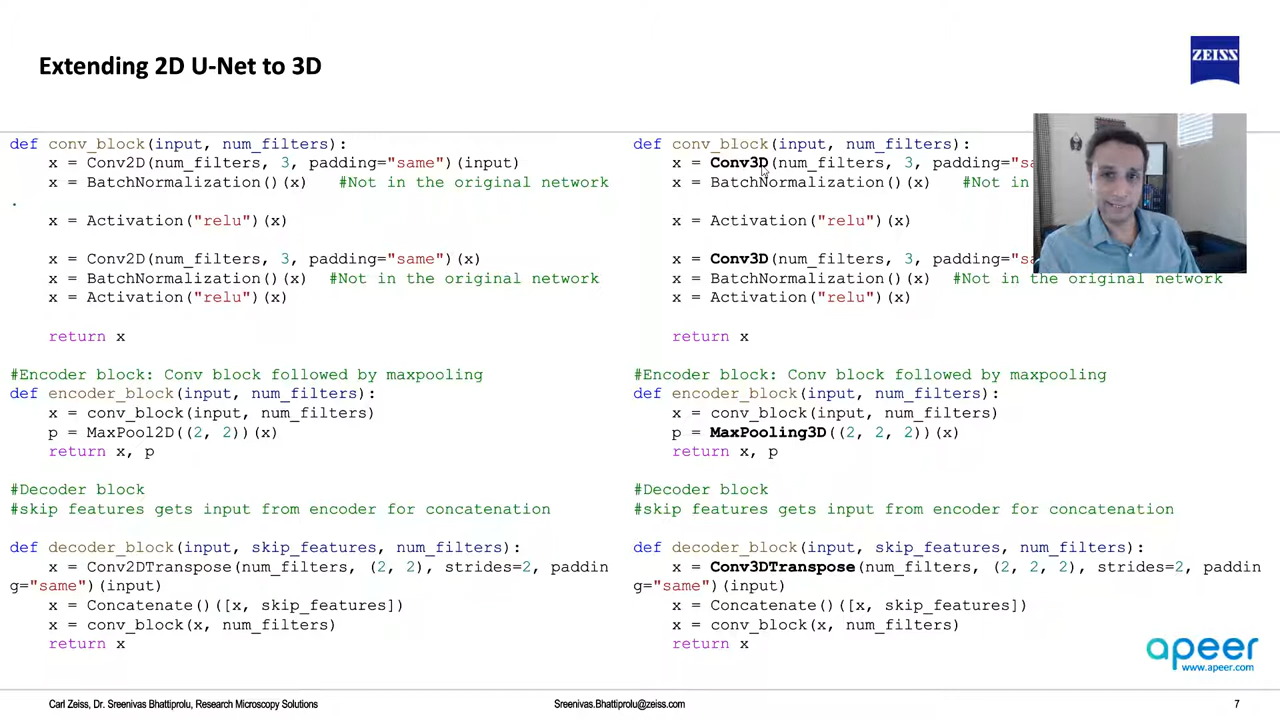 Extending 2D U-Net to 3D
ZEISS
def conv_block(input, num_filters):
    x = Conv2D(num_filters, 3, padding="same")(input)
    x = BatchNormalization()(x)   #Not in the original network
    x = Activation("relu")(x)
    x = Conv2D(num_filters, 3, padding="same")(x)
    x = BatchNormalization()(x)  #Not in the original network
    x = Activation("relu")(x)
    return x
#Encoder block: Conv block followed by maxpooling
def encoder_block(input, num_filters):
    x = conv_block(input, num_filters)
    p = MaxPool2D((2, 2))(x)
    return x, p
#Decoder block
#skip features gets input from encoder for concatenation
def decoder_block(input, skip_features, num_filters):
    x = Conv2DTranspose(num_filters, (2, 2), strides=2, paddin
g="same")(input)
    x = Concatenate()([x, skip_features])
    x = conv_block(x, num_filters)
    return x
def conv_block(input, num_filters):
    x = Conv3D(num_filters, 3, padding="sa
    x = BatchNormalization()(x)   #Not in
    x = Activation("relu")(x)
    x = Conv3D(num_filters, 3, padding="sa
    x = BatchNormalization()(x)  #Not in the original network
    x = Activation("relu")(x)
    return x
#Encoder block: Conv block followed by maxpooling
def encoder_block(input, num_filters):
    x = conv_block(input, num_filters)
    p = MaxPooling3D((2, 2, 2))(x)
    return x, p
#Decoder block
#skip features gets input from encoder for concatenation
def decoder_block(input, skip_features, num_filters):
    x = Conv3DTranspose(num_filters, (2, 2, 2), strides=2, paddin
g="same")(input)
    x = Concatenate()([x, skip_features])
    x = conv_block(x, num_filters)
    return x
apeer
www.apeer.com
Carl Zeiss, Dr. Sreenivas Bhattiprolu, Research Microscopy Solutions
Sreenivas.Bhattiprolu@zeiss.com
7